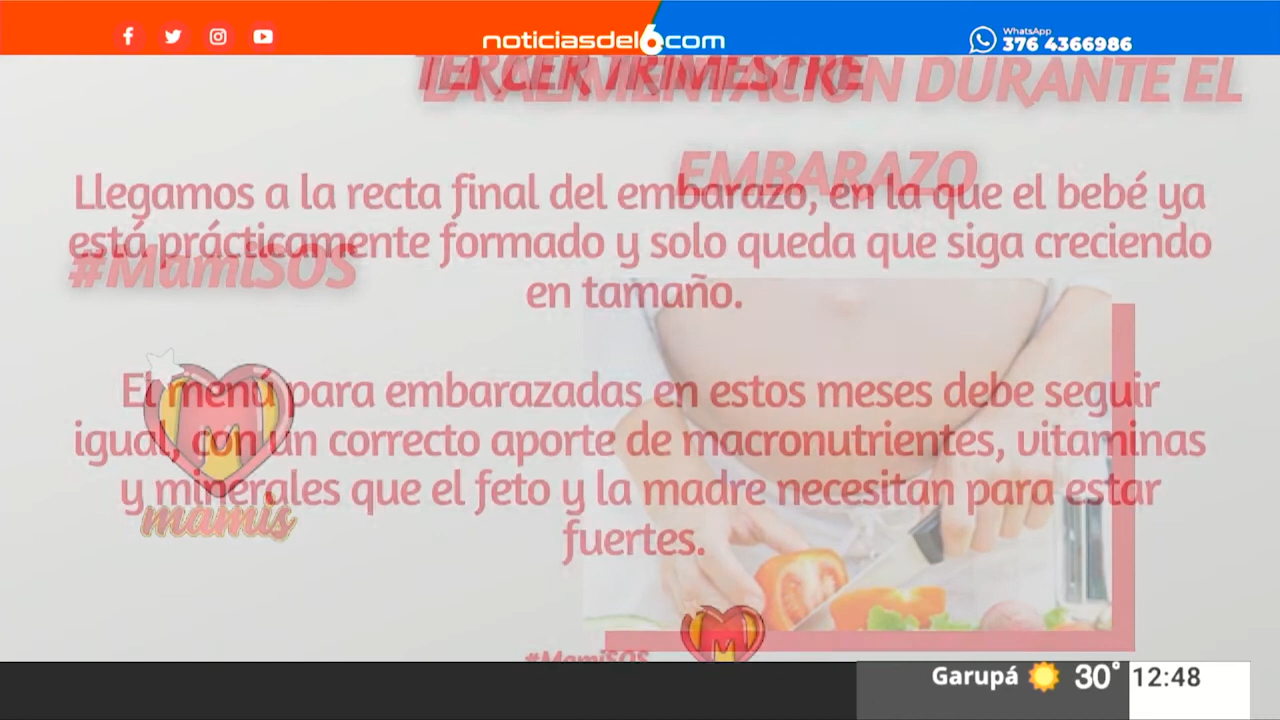 noticiasdel6.com
WhatsApp
376 4366986
TERCER TRIMESTRE
LA ALIMENTACIÓN DURANTE EL
EMBARAZO
Llegamos a la recta final del embarazo, en la que el bebé ya
está prácticamente formado y solo queda que siga creciendo
en tamaño.
#MamiSOS
El menú para embarazadas en estos meses debe seguir
igual, con un correcto aporte de macronutrientes, vitaminas
y minerales que el feto y la madre necesitan para estar
fuertes.
M
mamis
M
#MamiSOS
Garupá 30° 12:48